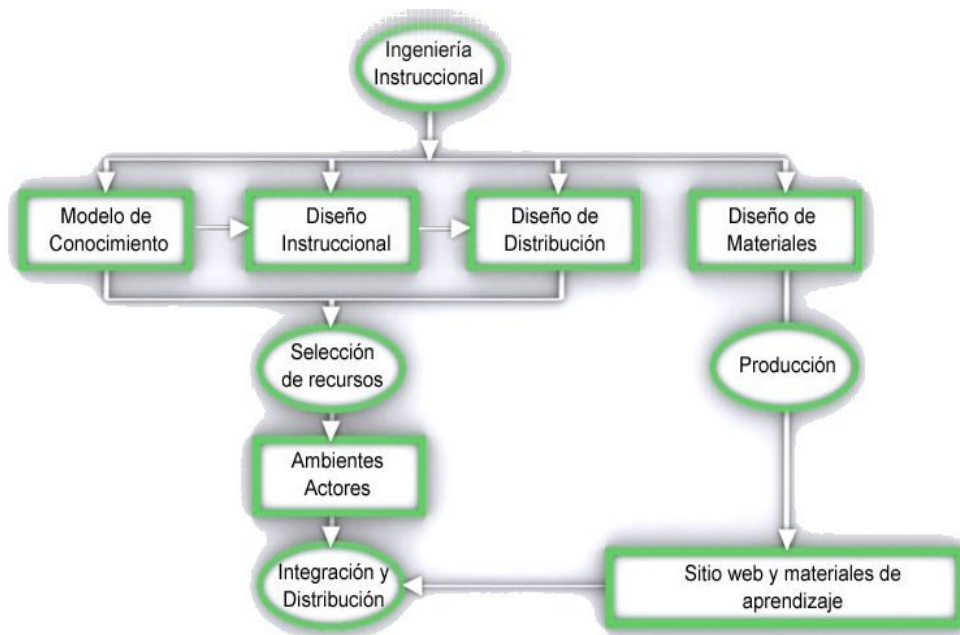 Ingeniería
Instruccional
Modelo de
Conocimiento
Diseño
Instruccional
Diseño de
Distribución
Diseño de
Materiales
Selección
de recursos
Producción
Ambientes
Actores
Integración y
Distribución
Sitio web y materiales de
aprendizaje